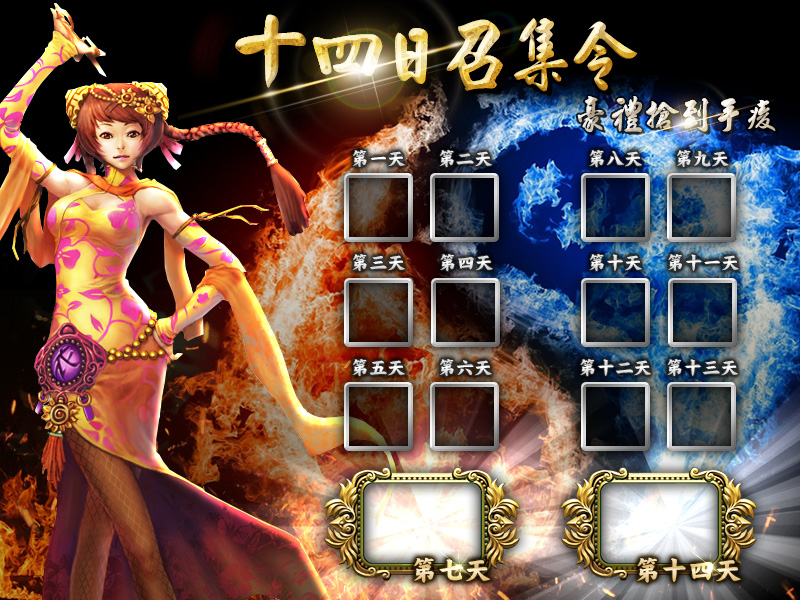 十四日召集令
豪禮搶到手痠
第一天 第二天 第八天 第九天
第三天 第四天 第十天 第十一天
第五天 第六天 第十二天 第十三天
第七天 第十四天